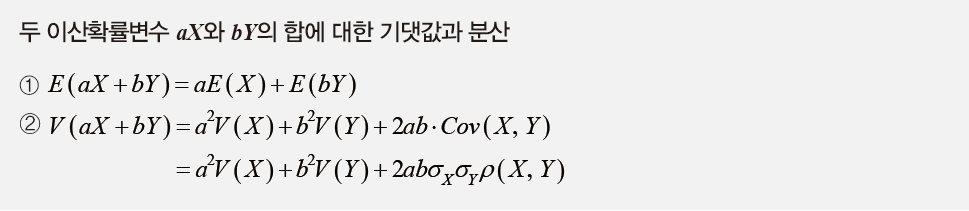 두 이산확률변수 aX와 bY의 합에 대한 기댓값과 분산
① E(aX+bY)=aE(X)+E(bY)
② V(aX+bY)=a²V(X)+b²V(Y)+2ab·Cov(X, Y)
=a²V(X)+b²V(Y)+2abσ_Xσ_Yρ(X, Y)